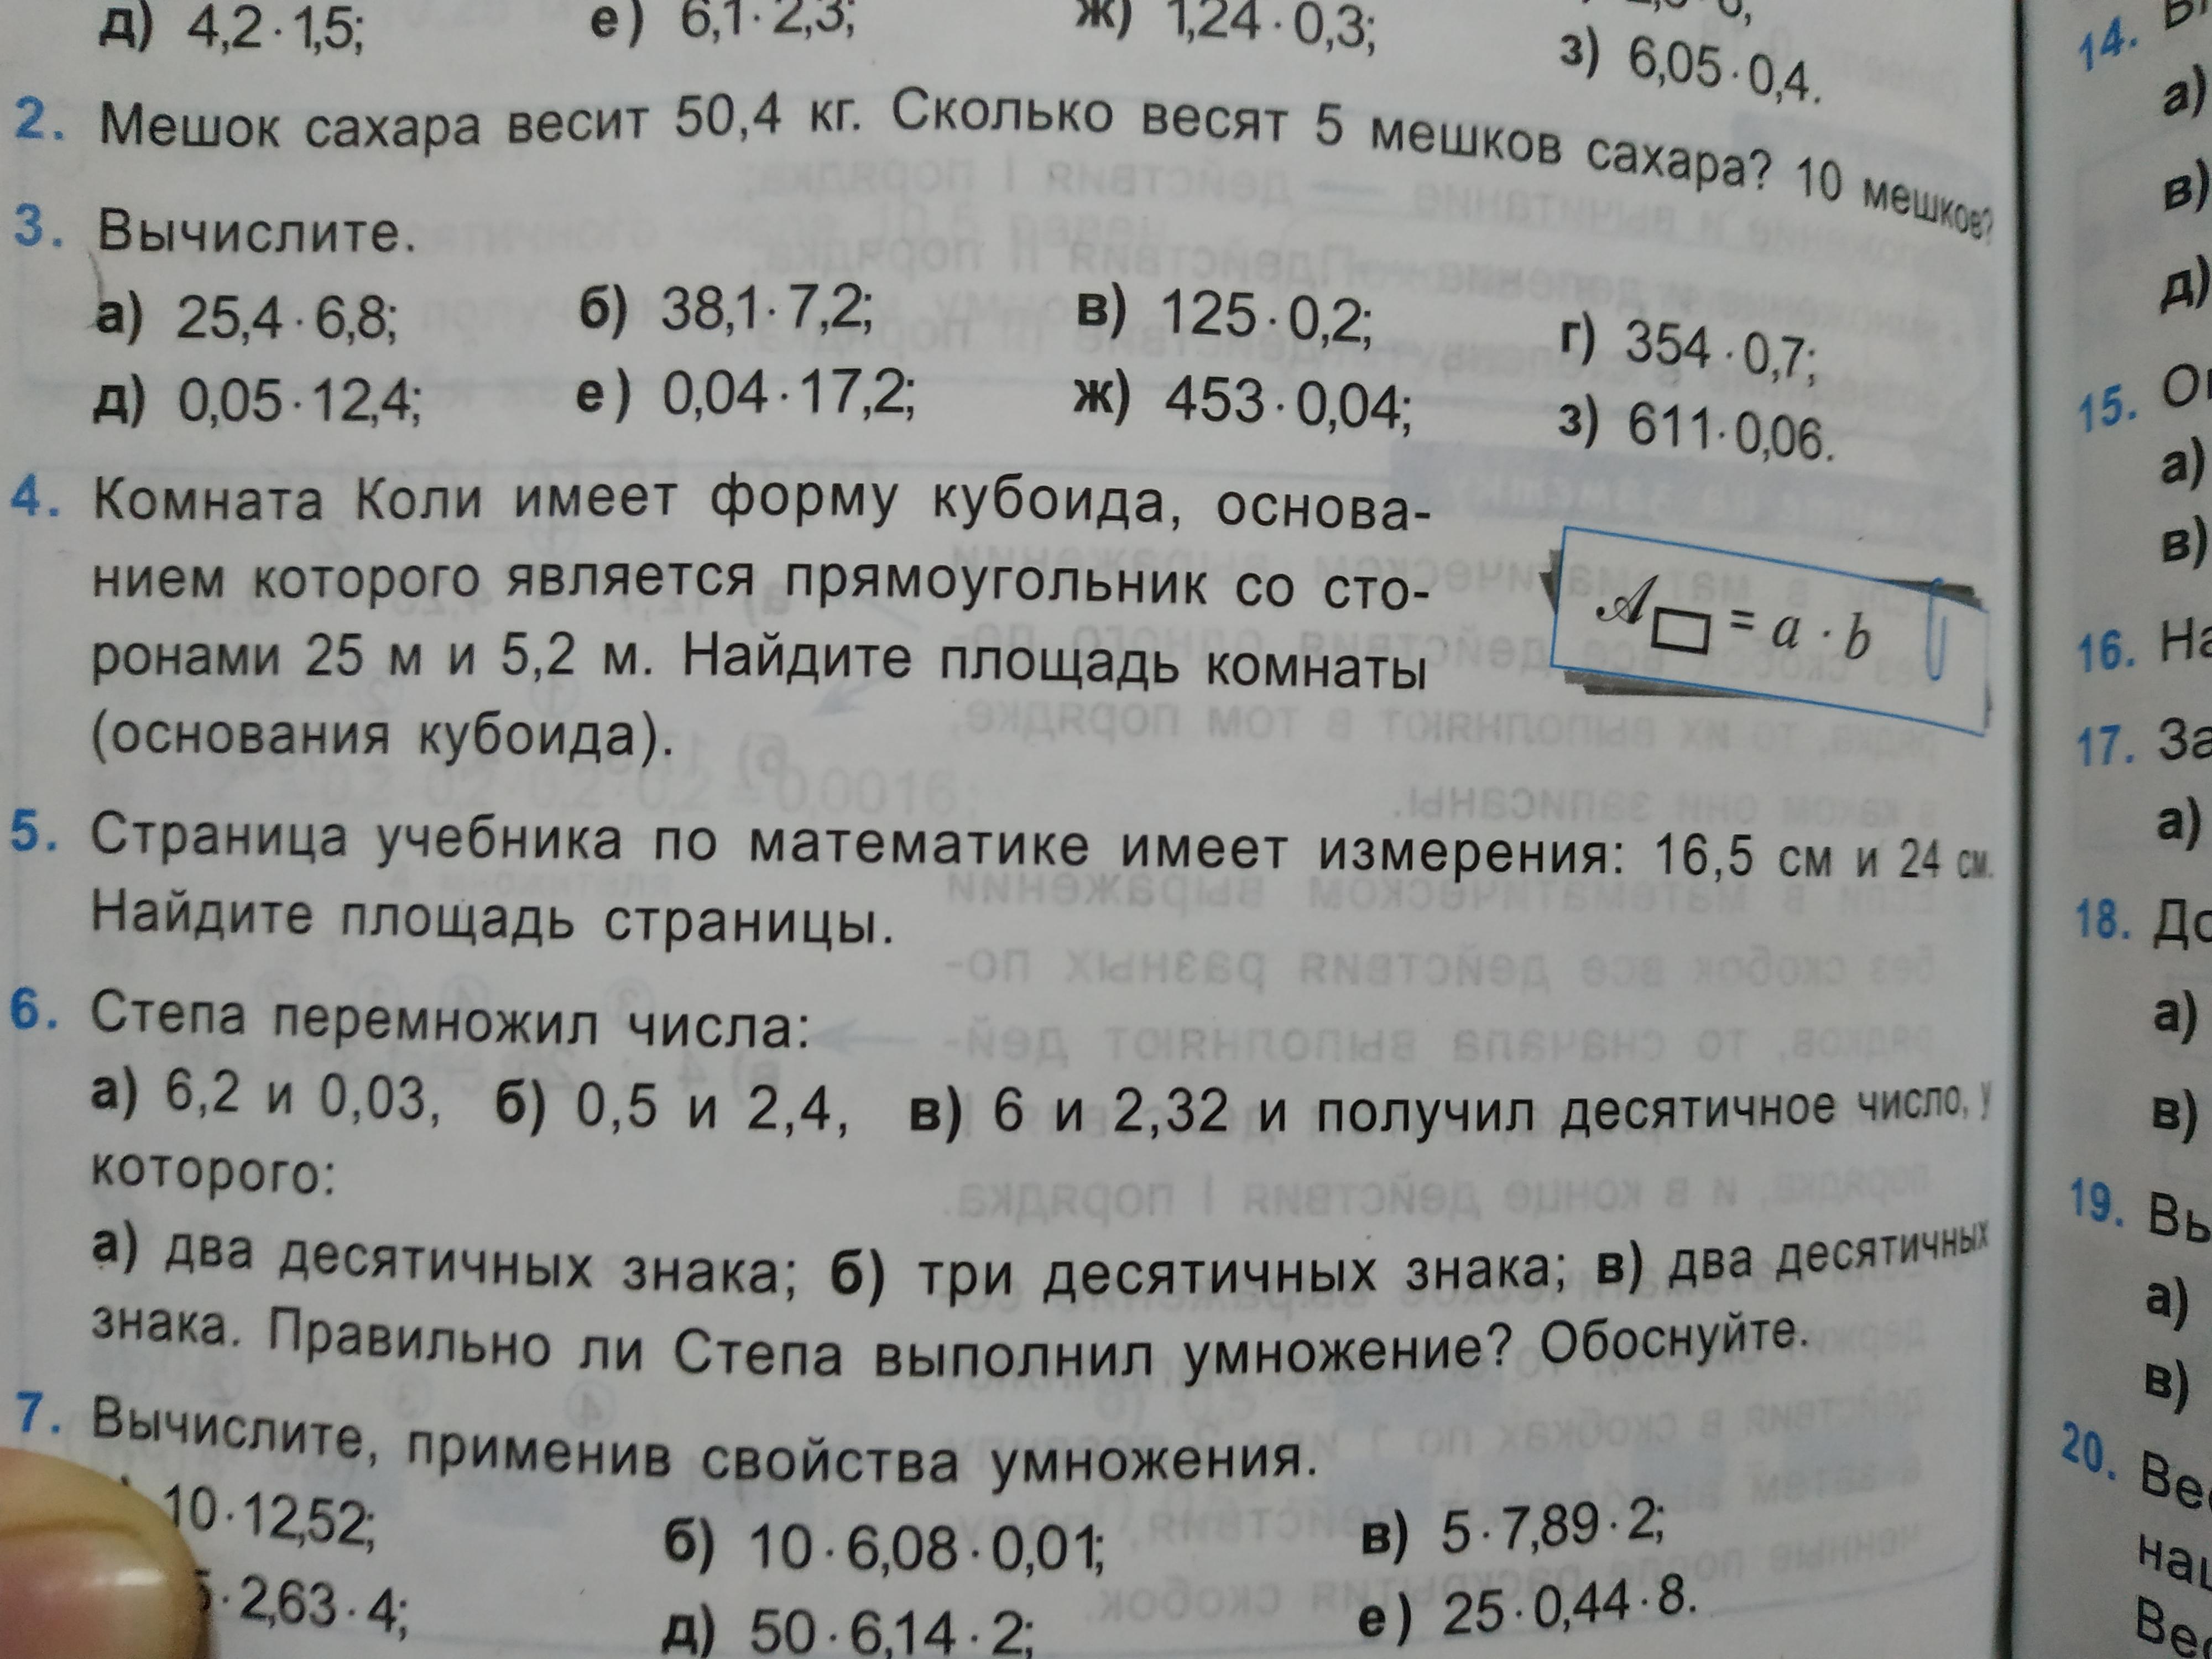 д) 4,2 · 1,5; е) 6,1 · 2,3; ж) 1,24 · 0,3;
з) 6,05 · 0,4.
2. Мешок сахара весит 50,4 кг. Сколько весят 5 мешков сахара? 10 мешков?
3. Вычислите.
а) 25,4 · 6,8; б) 38,1 · 7,2; в) 125 · 0,2; г) 354 · 0,7;
д) 0,05 · 12,4; е) 0,04 · 17,2; ж) 453 · 0,04; з) 611 · 0,06.
4. Комната Коли имеет форму кубоида, основа-
нием которого является прямоугольник со сто-
ронами 25 м и 5,2 м. Найдите площадь комнаты
(основания кубоида).
𝒜▭ = a · b
5. Страница учебника по математике имеет измерения: 16,5 см и 24 см.
Найдите площадь страницы.
6. Степа перемножил числа:
а) 6,2 и 0,03, б) 0,5 и 2,4, в) 6 и 2,32 и получил десятичное число, у
которого:
а) два десятичных знака; б) три десятичных знака; в) два десятичных
знака. Правильно ли Степа выполнил умножение? Обоснуйте.
7. Вычислите, применив свойства умножения.
10 · 12,52; б) 10 · 6,08 · 0,01; в) 5 · 7,89 · 2;
· 2,63 · 4; д) 50 · 6,14 · 2; е) 25 · 0,44 · 8.
14.
а)
в)
д)
15.
а)
в)
16.
17.
а)
18.
а)
в)
19.
а)
в)
20.